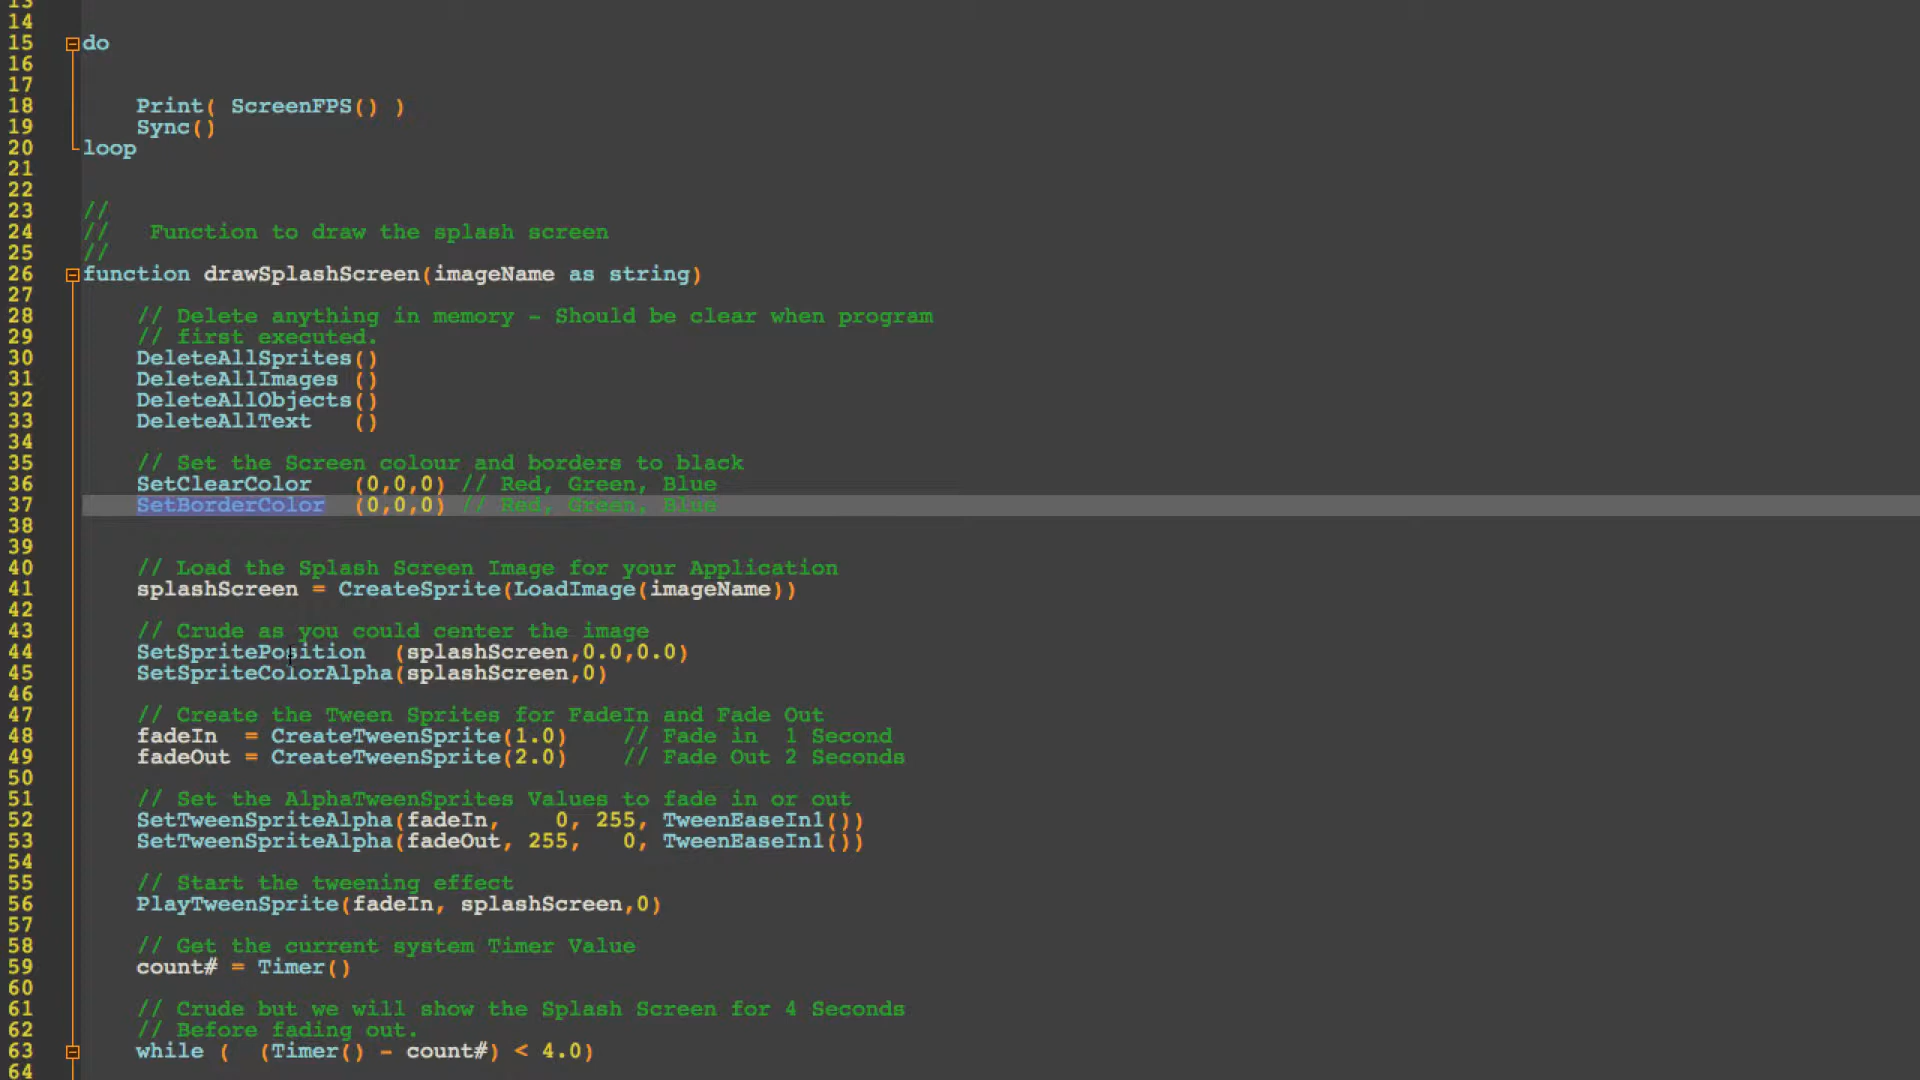 13
14
15 do
16
17
18 Print( ScreenFPS() )
19 Sync()
20 loop
21
22
23 //
24 //   Function to draw the splash screen
25 //
26 function drawSplashScreen(imageName as string)
27
28 // Delete anything in memory - Should be clear when program
29 // first executed.
30 DeleteAllSprites()
31 DeleteAllImages ()
32 DeleteAllObjects()
33 DeleteAllText   ()
34
35 // Set the Screen colour and borders to black
36 SetClearColor   (0,0,0) // Red, Green, Blue
37 SetBorderColor  (0,0,0) // Red, Green, Blue
38
39
40 // Load the Splash Screen Image for your Application
41 splashScreen = CreateSprite(LoadImage(imageName))
42
43 // Crude as you could center the image
44 SetSpritePosition  (splashScreen,0.0,0.0)
45 SetSpriteColorAlpha(splashScreen,0)
46
47 // Create the Tween Sprites for FadeIn and Fade Out
48 fadeIn  = CreateTweenSprite(1.0)    // Fade in  1 Second
49 fadeOut = CreateTweenSprite(2.0)    // Fade Out 2 Seconds
50
51 // Set the AlphaTweenSprites Values to fade in or out
52 SetTweenSpriteAlpha(fadeIn,    0, 255, TweenEaseIn1())
53 SetTweenSpriteAlpha(fadeOut, 255,   0, TweenEaseIn1())
54
55 // Start the tweening effect
56 PlayTweenSprite(fadeIn, splashScreen,0)
57
58 // Get the current system Timer Value
59 count# = Timer()
60
61 // Crude but we will show the Splash Screen for 4 Seconds
62 // Before fading out.
63 while (  (Timer() - count#) < 4.0)
64